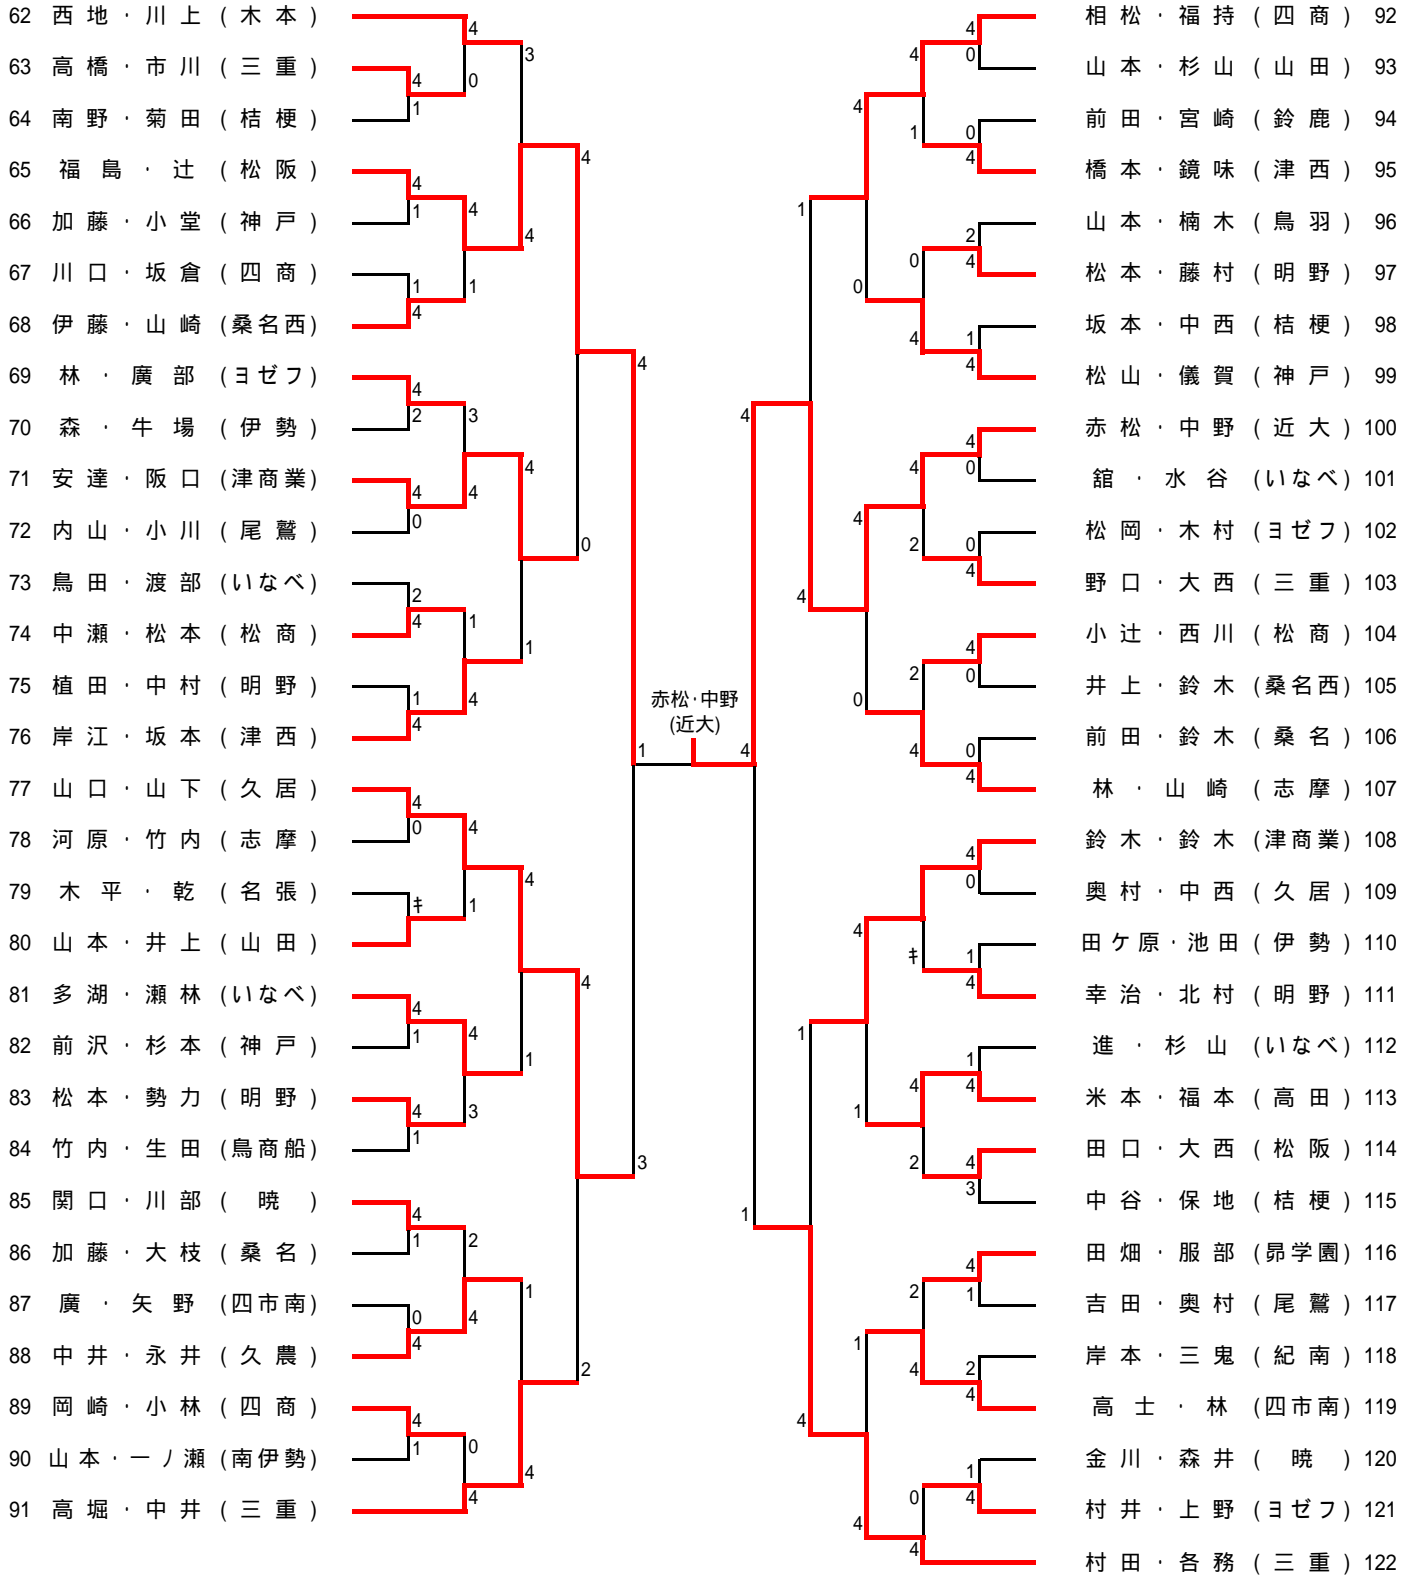 62 西地・川上 (木本)
63 高橋・市川 (三重)
64 南野・菊田 (桔梗)
65 福島・辻 (松阪)
66 加藤・小堂 (神戸)
67 川口・坂倉 (四商)
68 伊藤・山崎 (桑名西)
69 林・廣部 (ヨゼフ)
70 森・牛場 (伊勢)
71 安達・阪口 (津商業)
72 内山・小川 (尾鷲)
73 鳥田・渡部 (いなべ)
74 中瀬・松本 (松商)
75 植田・中村 (明野)
76 岸江・坂本 (津西)
77 山口・山下 (久居)
78 河原・竹内 (志摩)
79 木平・乾 (名張)
80 山本・井上 (山田)
81 多湖・瀬林 (いなべ)
82 前沢・杉本 (神戸)
83 松本・勢力 (明野)
84 竹内・生田 (鳥商船)
85 関口・川部 (暁)
86 加藤・大枝 (桑名)
87 廣・矢野 (四市南)
88 中井・永井 (久農)
89 岡崎・小林 (四商)
90 山本・一ノ瀬 (南伊勢)
91 高堀・中井 (三重)
4
0
4
1
3
4
1
4
4
1
4
1
4
4
2
3
4
4
0
4
0
2
4
1
1
4
4
1
4
4
0
4
4
キ
1
4
4
1
4
1
4
1
3
3
4
1
2
1
0
4
4
2
4
1
0
4
4
1
赤松・中野
(近大)
4
4
1
4
0
4
1
0
4
4
1
2
4
0
0
1
4
4
4
0
4
4
0
4
2
4
4
0
2
0
0
4
4
4
0
4
キ
1
4
1
1
4
4
1
4
2
3
4
1
2
1
2
4
4
4
1
4
0
4
4
相松・福持 (四商) 92
山本・杉山 (山田) 93
前田・宮崎 (鈴鹿) 94
橋本・鏡味 (津西) 95
山本・楠木 (鳥羽) 96
松本・藤村 (明野) 97
坂本・中西 (桔梗) 98
松山・儀賀 (神戸) 99
赤松・中野 (近大) 100
舘・水谷 (いなべ) 101
松岡・木村 (ヨゼフ) 102
野口・大西 (三重) 103
小辻・西川 (松商) 104
井上・鈴木 (桑名西) 105
前田・鈴木 (桑名) 106
林・山崎 (志摩) 107
鈴木・鈴木 (津商業) 108
奥村・中西 (久居) 109
田ケ原・池田 (伊勢) 110
幸治・北村 (明野) 111
進・杉山 (いなべ) 112
米本・福本 (高田) 113
田口・大西 (松阪) 114
中谷・保地 (桔梗) 115
田畑・服部 (昴学園) 116
吉田・奥村 (尾鷲) 117
岸本・三鬼 (紀南) 118
高士・林 (四市南) 119
金川・森井 (暁) 120
村井・上野 (ヨゼフ) 121
村田・各務 (三重) 122